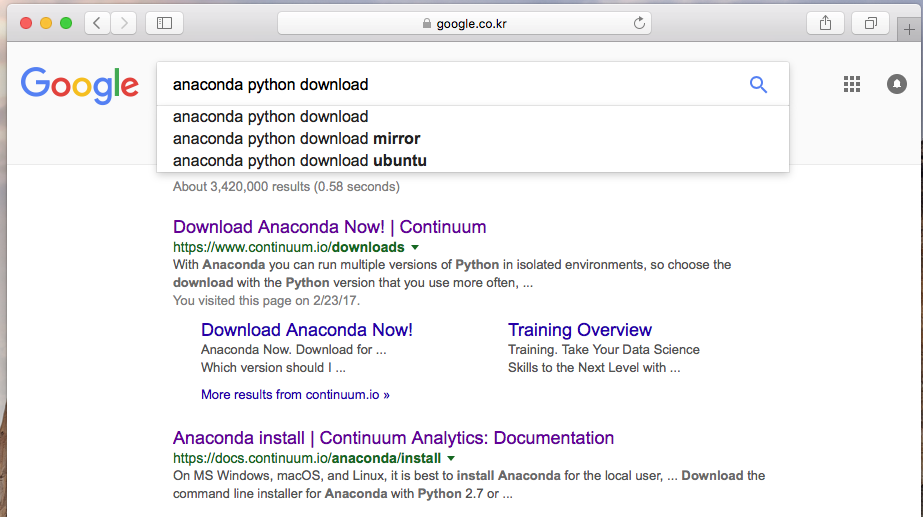 google.co.kr
Google
anaconda python download
anaconda python download
anaconda python download mirror
anaconda python download ubuntu
About 3,420,000 results (0.58 seconds)
Download Anaconda Now! | Continuum
https://www.continuum.io/downloads
With Anaconda you can run multiple versions of Python in isolated environments, so choose the
download with the Python version that you use more often, ...
You visited this page on 2/23/17.
Download Anaconda Now!
Anaconda Now. Download for ...
Which version should I ...
Training Overview
Training. Take Your Data Science
Skills to the Next Level with ...
More results from continuum.io »
Anaconda install | Continuum Analytics: Documentation
https://docs.continuum.io/anaconda/install
On MS Windows, macOS, and Linux, it is best to install Anaconda for the local user, ... Download the
command line installer for Anaconda with Python 2.7 or ...